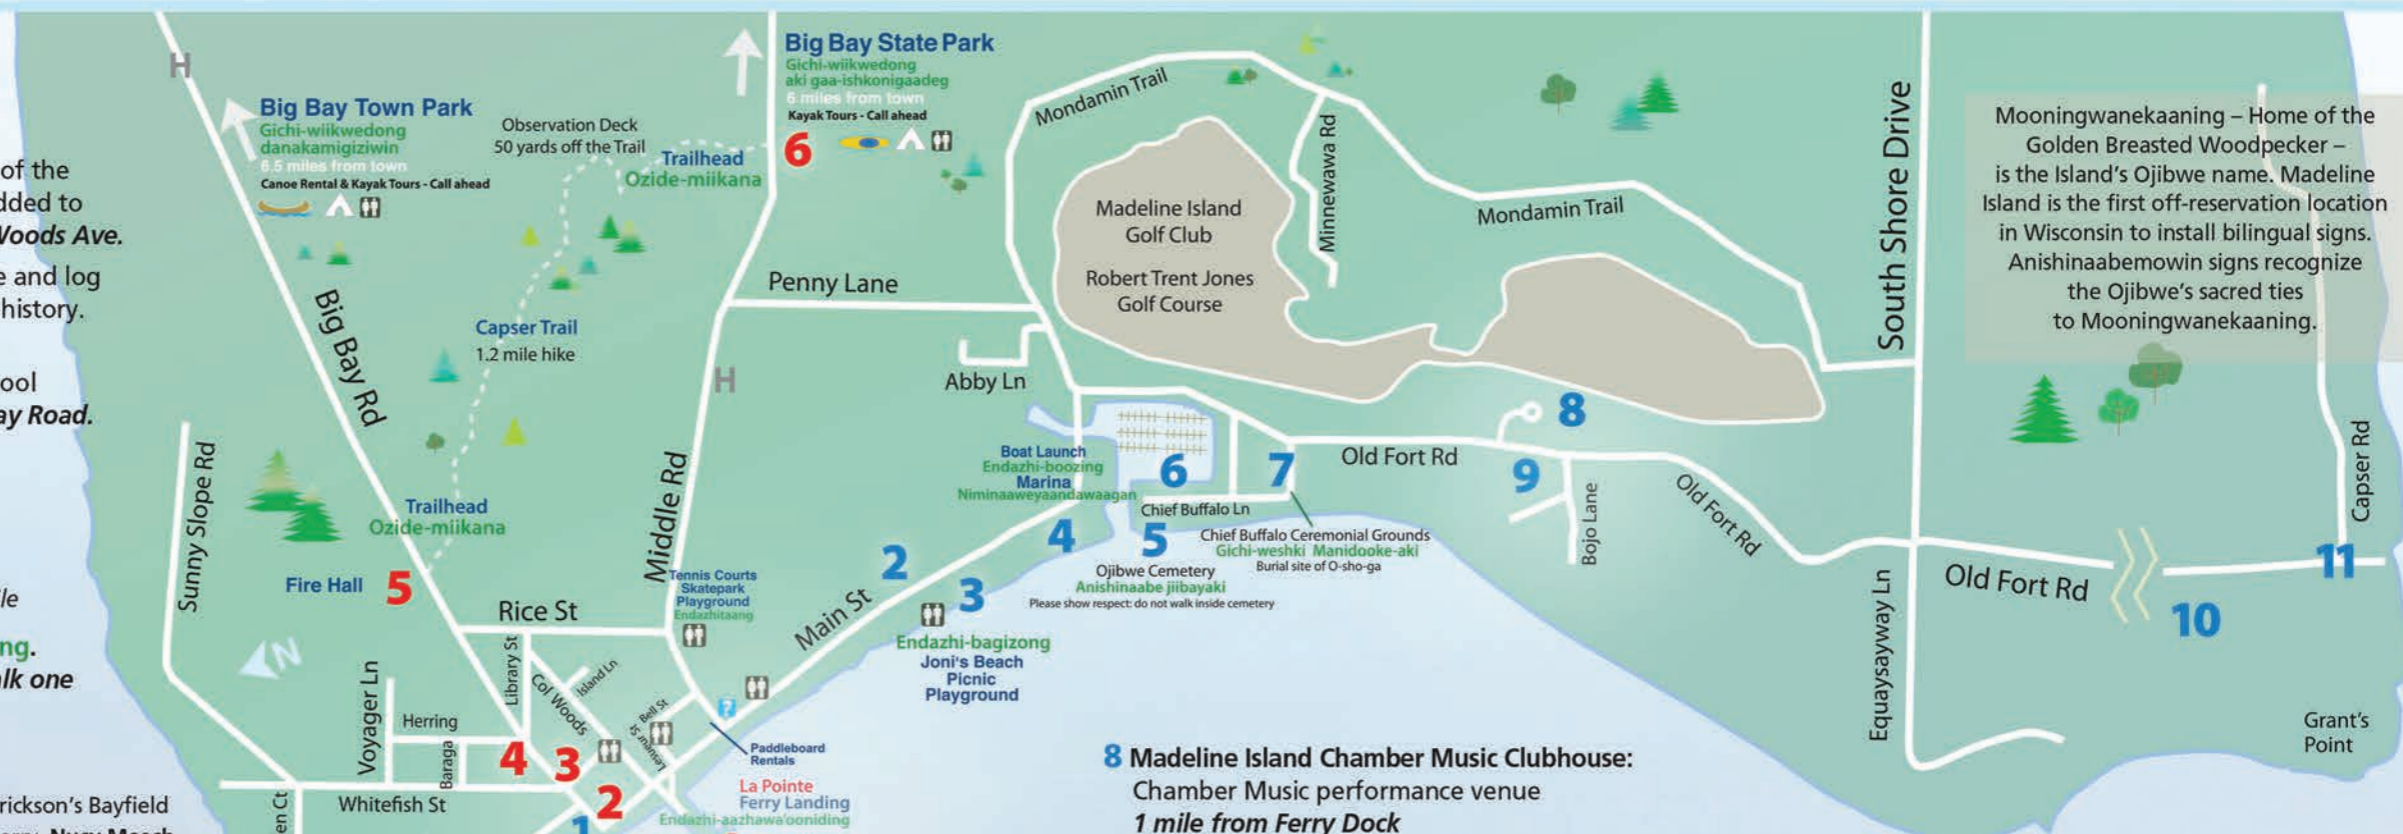 H
Big Bay Town Park
Gichi-wiikwedong
danakamigiziwin
6.5 miles from town
Canoe Rental & Kayak Tours - Call ahead
Observation Deck
50 yards off the Trail
Trailhead
Ozide-miikana
Big Bay State Park
Gichi-wiikwedong
aki gaa-ishkonigaadeg
6 miles from town
Kayak Tours - Call ahead
6
Mondamin Trail
Minnewawa Rd
Mondamin Trail
Madeline Island
Golf Club
Robert Trent Jones
Golf Course
South Shore Drive
Mooningwanekaaning – Home of the
Golden Breasted Woodpecker –
is the Island's Ojibwe name. Madeline
Island is the first off-reservation location
in Wisconsin to install bilingual signs.
Anishinaabemowin signs recognize
the Ojibwe's sacred ties
to Mooningwanekaaning.
of the
dded to
Woods Ave.
e and log
history.
ool
ay Road.
le
ng.
alk one
rickson's Bayfield
Big Bay Rd
Capser Trail
1.2 mile hike
Penny Lane
H
Abby Ln
Sunny Slope Rd
Trailhead
Ozide-miikana
Fire Hall
5
Middle Rd
Boat Launch
Endazhi-boozing
Marina
Niminaaweyaandawaagan
6
7
Old Fort Rd
8
9
Bojo Lane
Old Fort Rd
Chief Buffalo Ln
4
5
Chief Buffalo Ceremonial Grounds
Gichi-weshki Manidooke-aki
Burial site of O-sho-ga
Ojibwe Cemetery
Anishinaabe jiibayaki
Please show respect: do not walk inside cemetery
Capser Rd
11
Old Fort Rd
10
Equaysayway Ln
Grant's
Point
2
3
Main St
Endazhi-bagizong
Joni's Beach
Picnic
Playground
Tennis Courts
Skatepark
Playground
Endazhitaang
Rice St
Library St
Col Woods
Island Ln
Bell St
Lesueur St
?
N
Voyager Ln
Herring
Baraga
4
3
2
1
Whitefish St
en Ct
Paddleboard
Rentals
La Pointe
Ferry Landing
Endazhi-aazhawa'ooniding
8 Madeline Island Chamber Music Clubhouse:
Chamber Music performance venue
1 mile from Ferry Dock